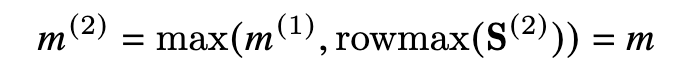 m^{(2)} = max(m^{(1)}, rowmax(S^{(2)})) = m